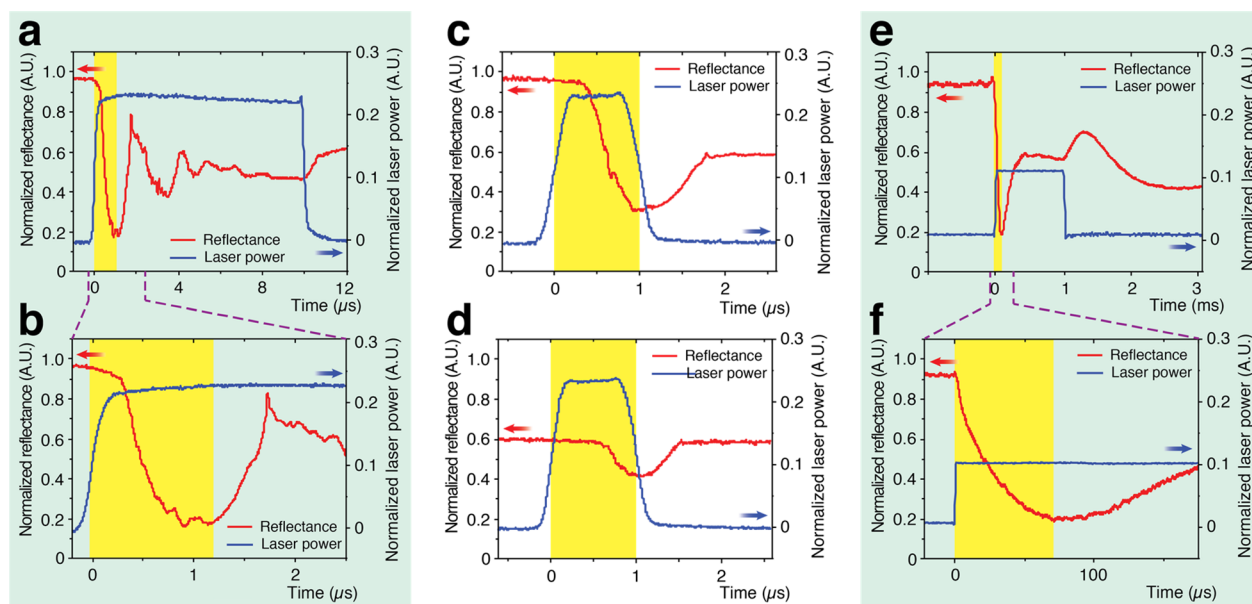 a
Normalized reflectance (A.U.)
1.0
0.8
0.6
0.4
0.2
0
0.3
0.2
0.1
0
Normalized laser power (A.U.)
Reflectance
Laser power
0 4 8 12
Time (µs)
b
Normalized reflectance (A.U.)
1.0
0.8
0.6
0.4
0.2
0
0.3
0.2
0.1
0
Normalized laser power (A.U.)
Reflectance
Laser power
0 1 2
Time (µs)
c
Normalized reflectance (A.U.)
1.0
0.8
0.6
0.4
0.2
0
0.3
0.2
0.1
0
Normalized laser power (A.U.)
Reflectance
Laser power
0 1 2
Time (µs)
d
Normalized reflectance (A.U.)
1.0
0.8
0.6
0.4
0.2
0
0.3
0.2
0.1
0
Normalized laser power (A.U.)
Reflectance
Laser power
0 1 2
Time (µs)
e
Normalized reflectance (A.U.)
1.0
0.8
0.6
0.4
0.2
0
0.3
0.2
0.1
0
Normalized laser power (A.U.)
Reflectance
Laser power
0 1 2 3
Time (ms)
f
Normalized reflectance (A.U.)
1.0
0.8
0.6
0.4
0.2
0
0.3
0.2
0.1
0
Normalized laser power (A.U.)
Reflectance
Laser power
0 100
Time (µs)